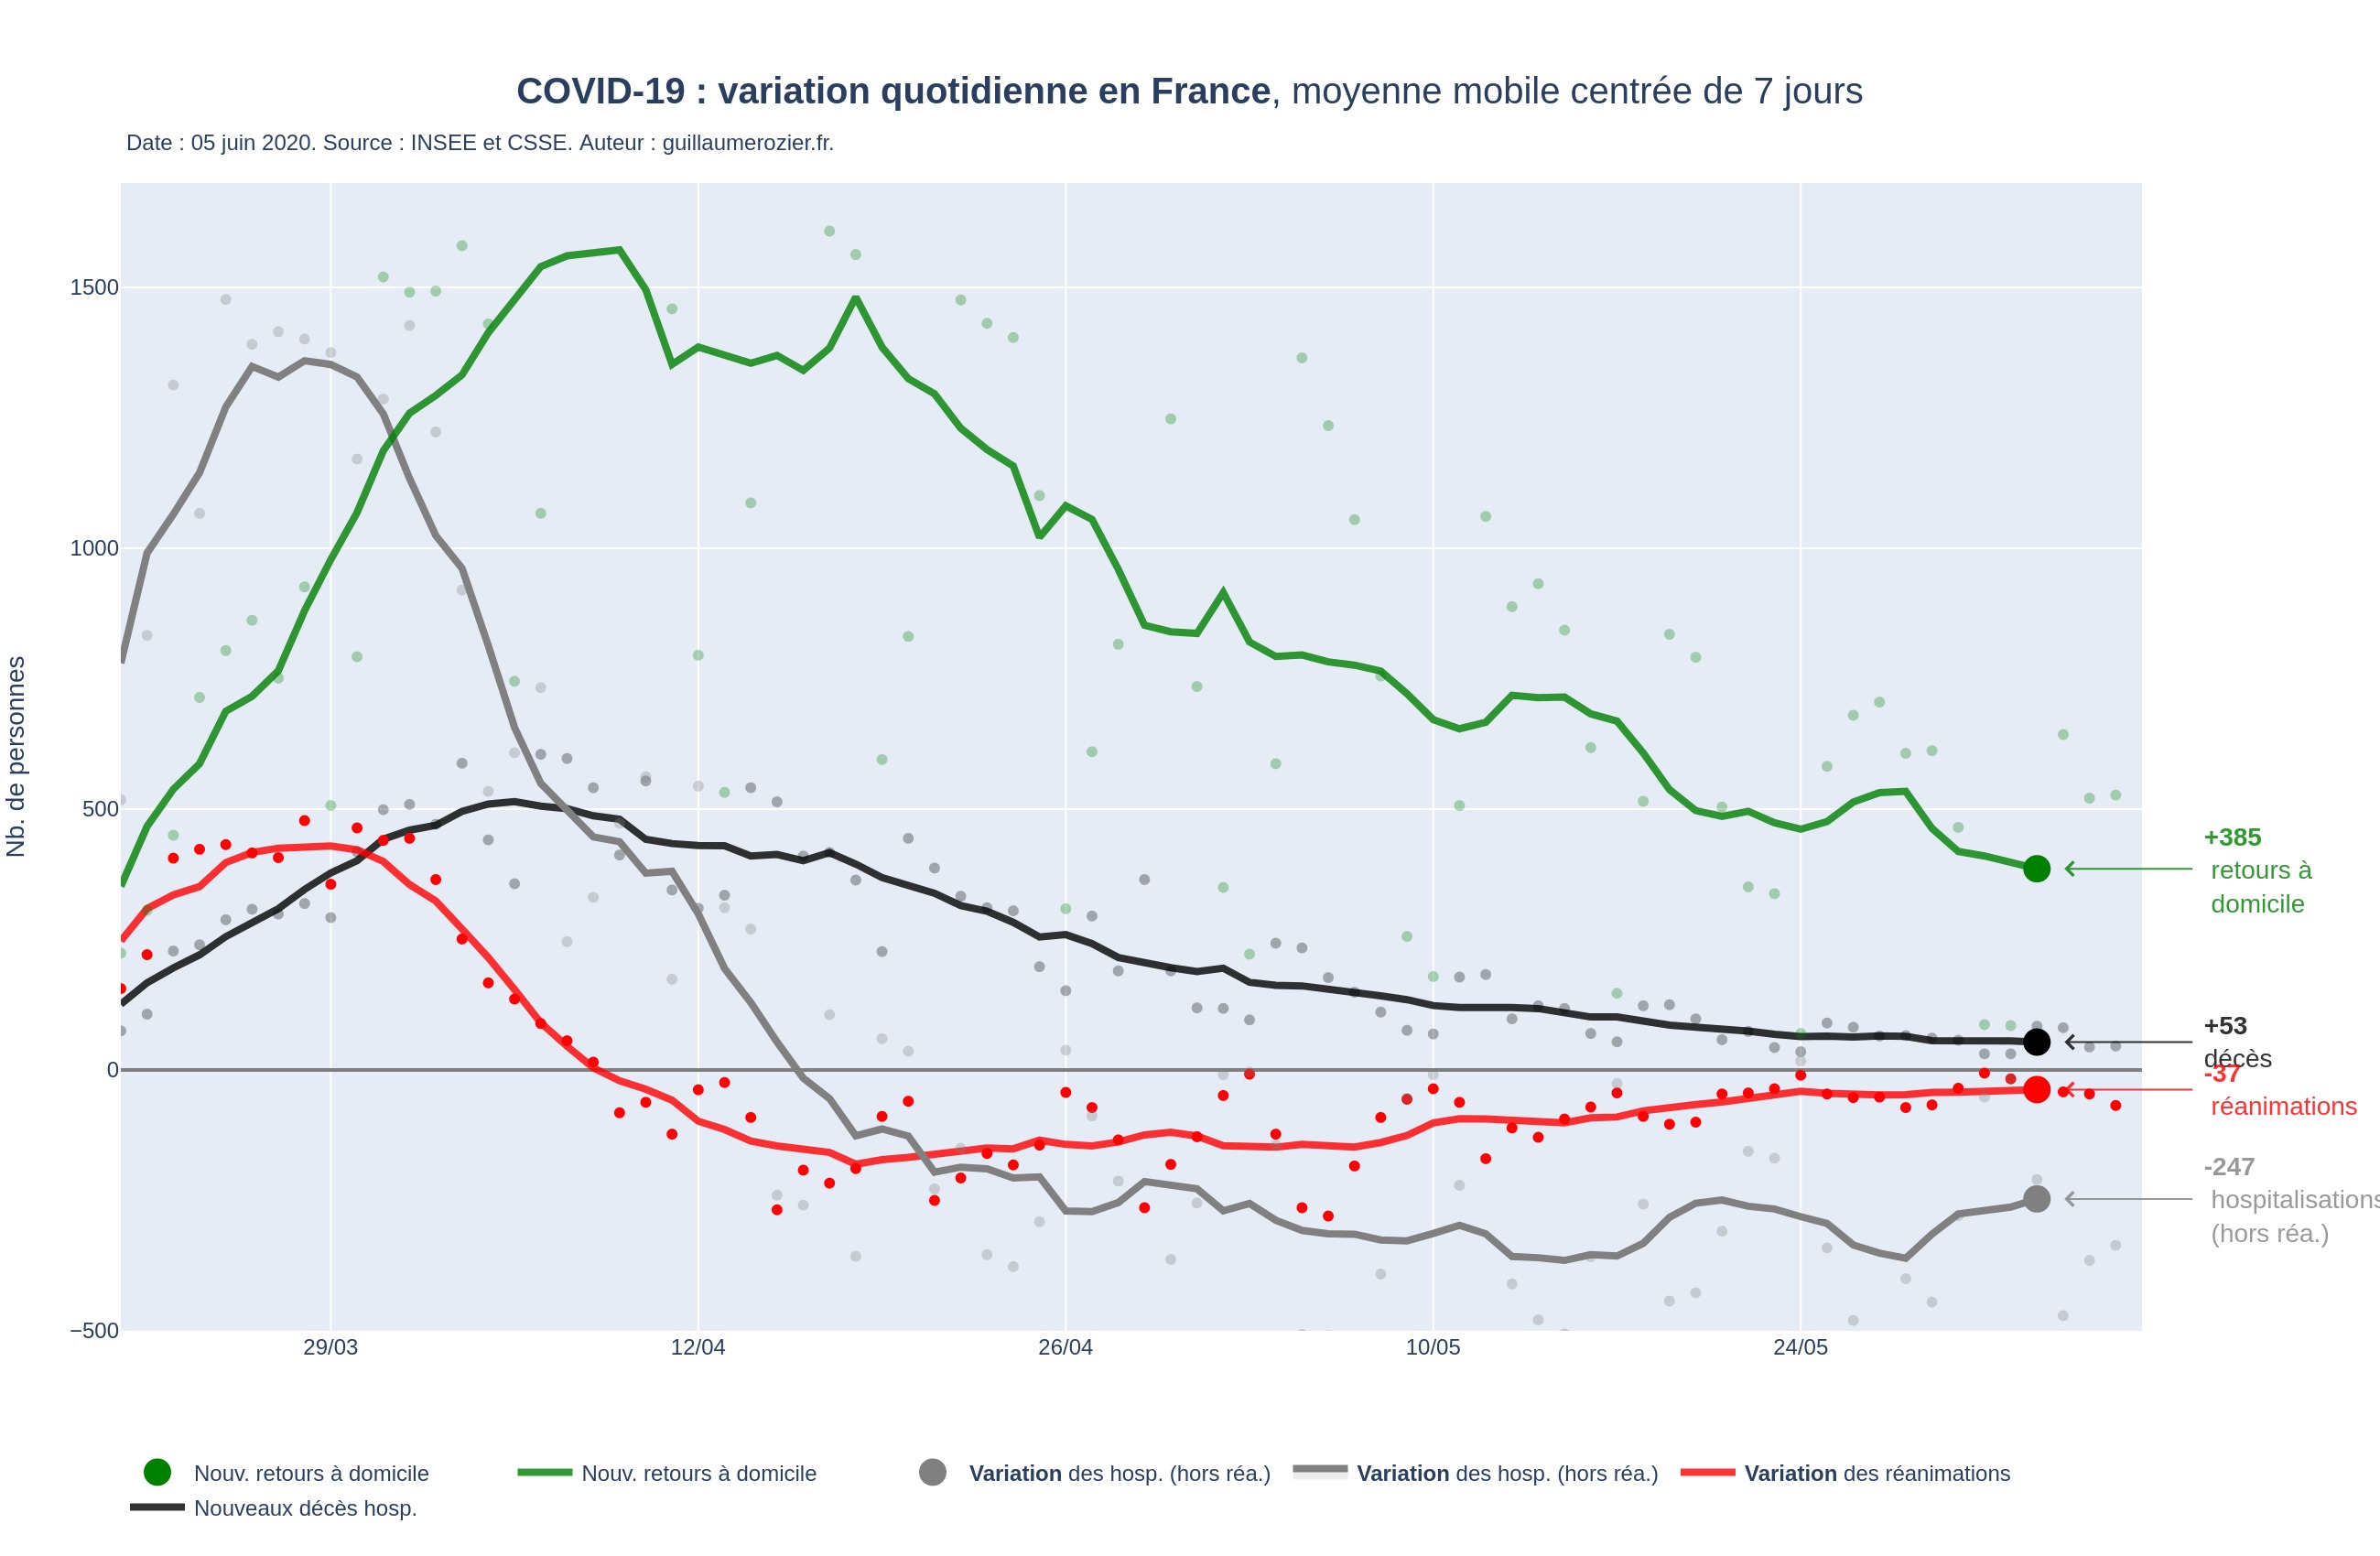 COVID-19 : variation quotidienne en France, moyenne mobile centrée de 7 jours
Date : 05 juin 2020. Source : INSEE et CSSE. Auteur : guillaumerozier.fr.
Nb. de personnes
1500
1000
500
0
−500
29/03
12/04
26/04
10/05
24/05
+385
retours à
domicile
+53
décès
-37
réanimations
-247
hospitalisations
(hors réa.)
Nouv. retours à domicile
Nouv. retours à domicile
Variation des hosp. (hors réa.)
Variation des hosp. (hors réa.)
Variation des réanimations
Nouveaux décès hosp.